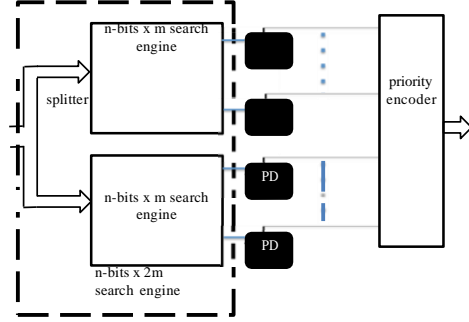 n-bits x m search
engine
splitter
priority
encoder
PD
n-bits x m search
engine
PD
n-bits x 2m
search engine